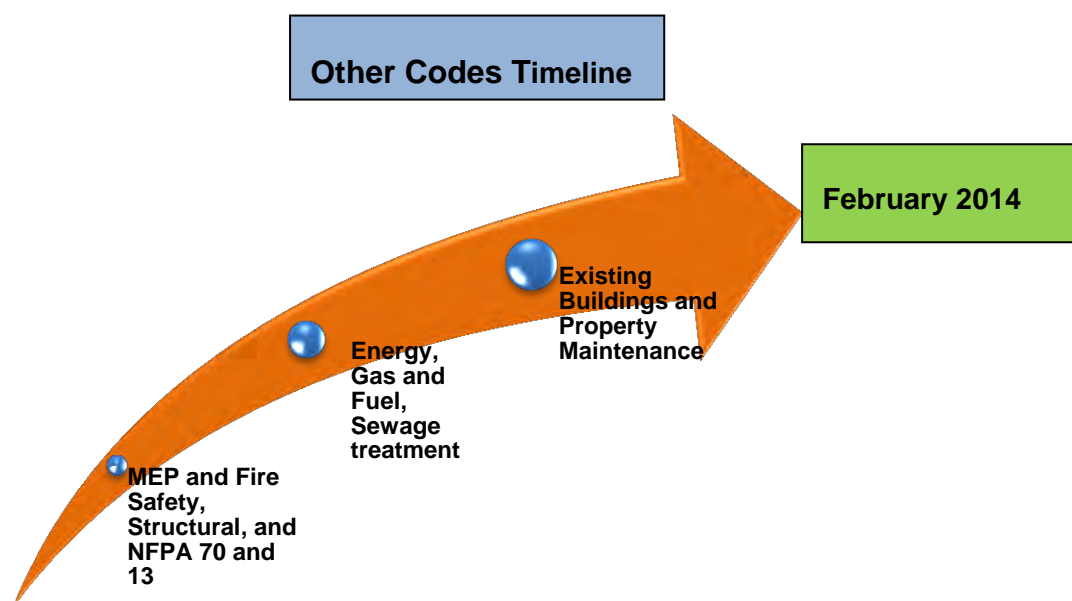 Other Codes Timeline
February 2014
Existing
Buildings and
Property
Maintenance
Energy,
Gas and
Fuel,
Sewage
treatment
MEP and Fire
Safety,
Structural, and
NFPA 70 and
13